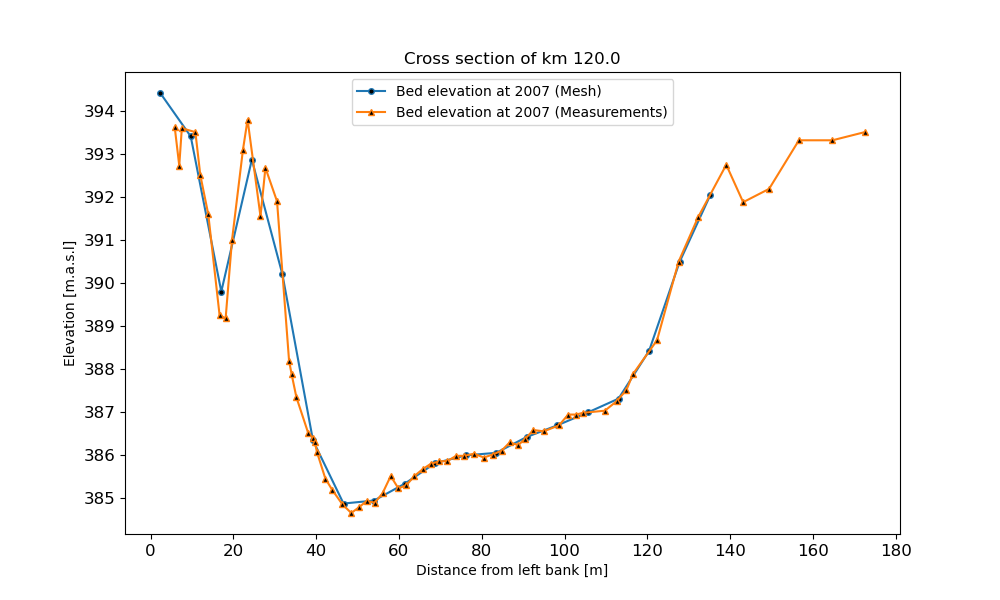 Cross section of km 120.0
Bed elevation at 2007 (Mesh)
Bed elevation at 2007 (Measurements)
Elevation [m.a.s.l]
394
393
392
391
390
389
388
387
386
385
0 20 40 60 80 100 120 140 160 180
Distance from left bank [m]